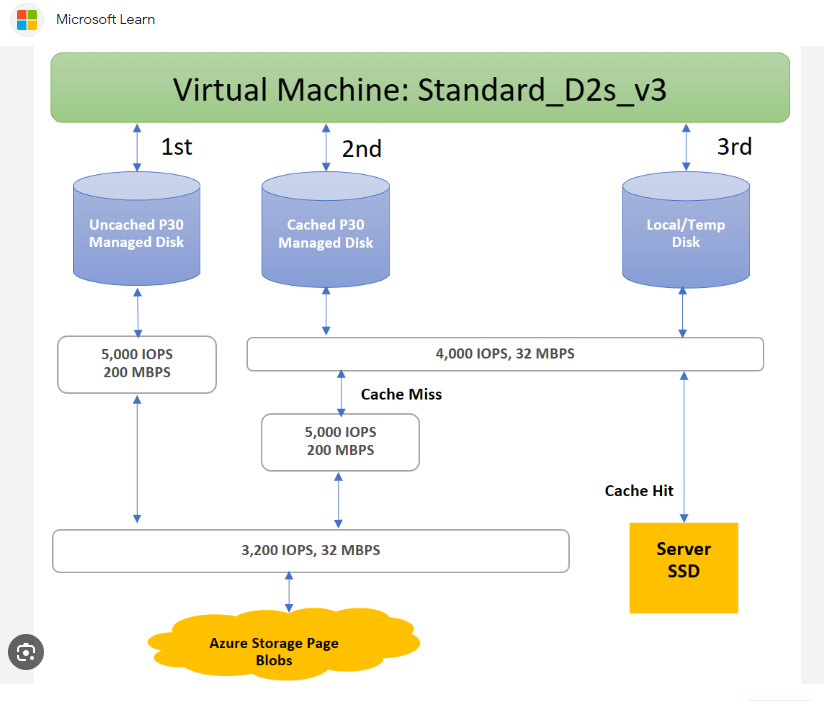 Microsoft Learn
Virtual Machine: Standard_D2s_v3
1st
2nd
3rd
Uncached P30
Managed Disk
Cached P30
Managed Disk
Local/Temp
Disk
5,000 IOPS
200 MBPS
4,000 IOPS, 32 MBPS
Cache Miss
5,000 IOPS
200 MBPS
Cache Hit
3,200 IOPS, 32 MBPS
Server
SSD
Azure Storage Page
Blobs